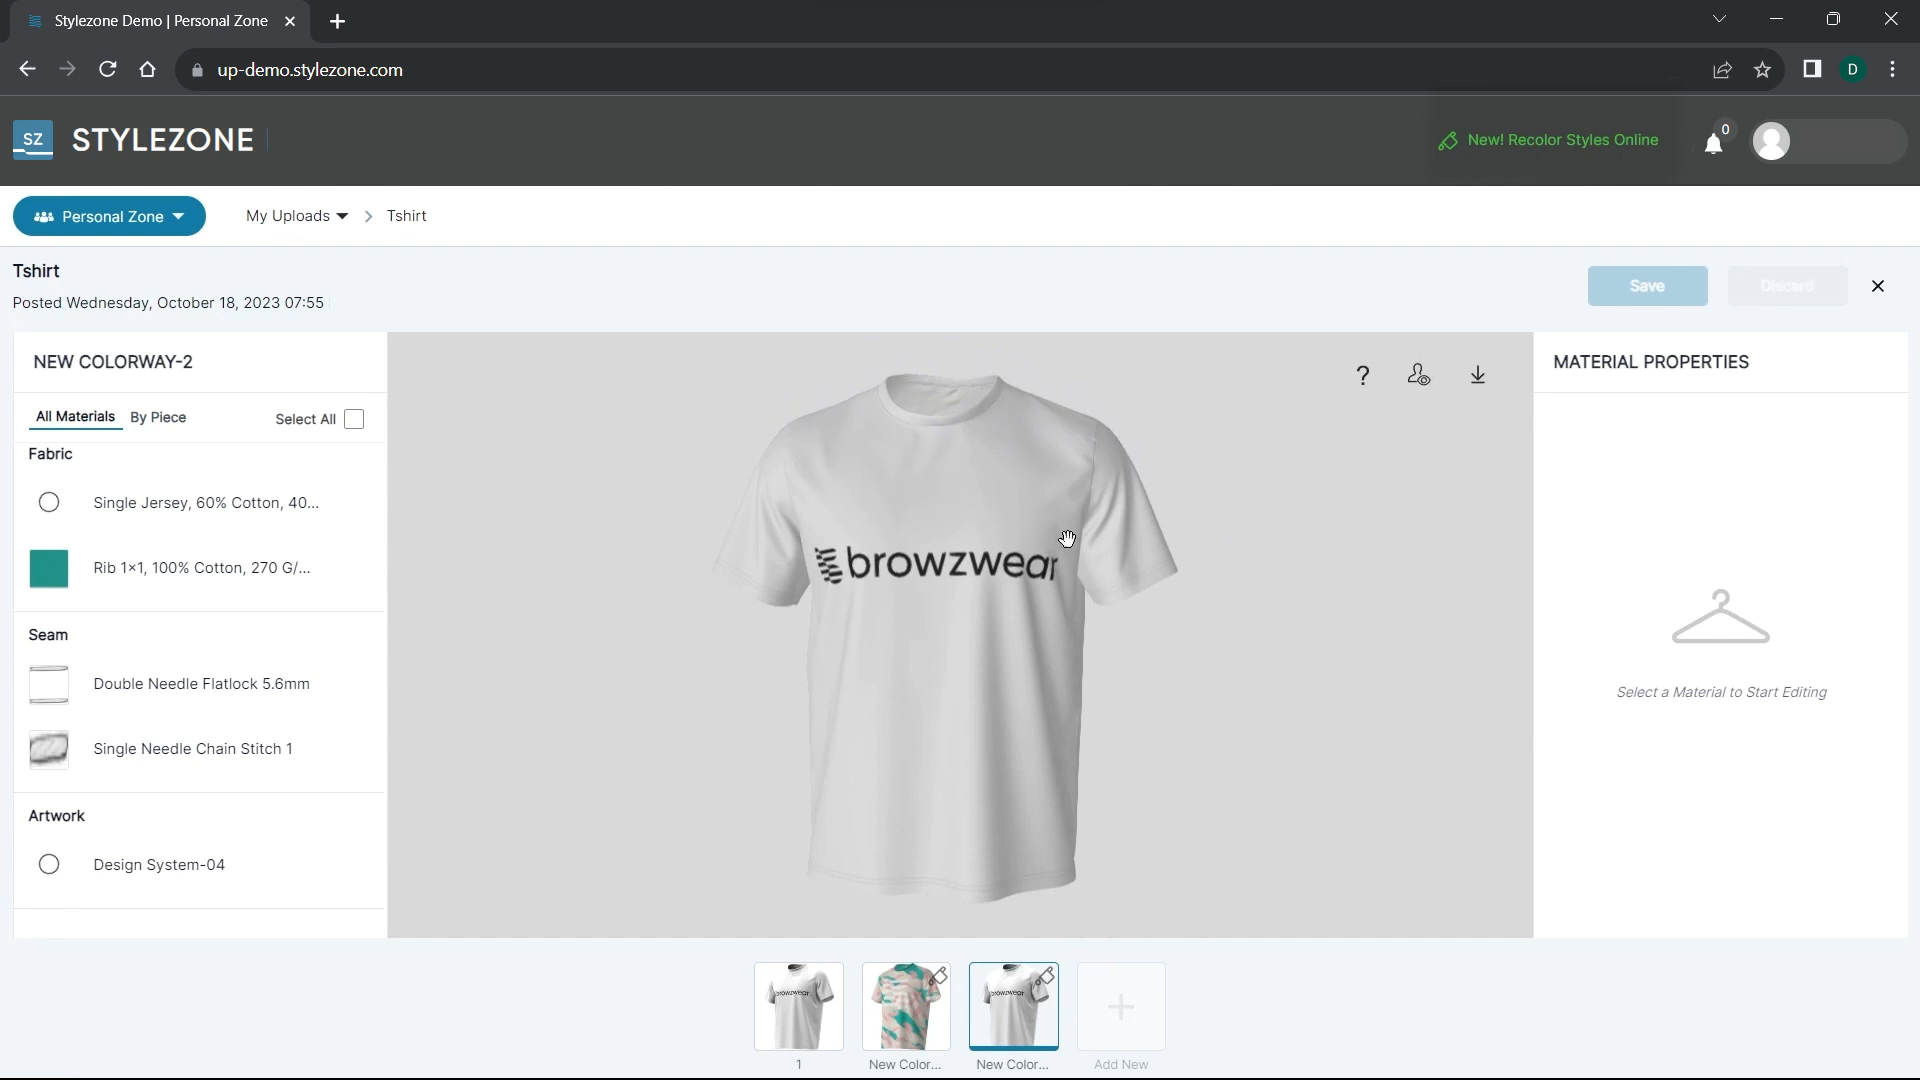 Stylezone Demo | Personal Zone
up-demo.stylezone.com
D
SZ STYLEZONE
New! Recolor Styles Online
0
Personal Zone
My Uploads > Tshirt
Tshirt
Posted Wednesday, October 18, 2023 07:55
Save
Discard
NEW COLORWAY-2
All Materials By Piece Select All
Fabric
Single Jersey, 60% Cotton, 40...
Rib 1x1, 100% Cotton, 270 G/...
Seam
Double Needle Flatlock 5.6mm
Single Needle Chain Stitch 1
Artwork
Design System-04
?
browzwear
MATERIAL PROPERTIES
Select a Material to Start Editing
browzwear
browzwear
1
New Color...
New Color...
Add New